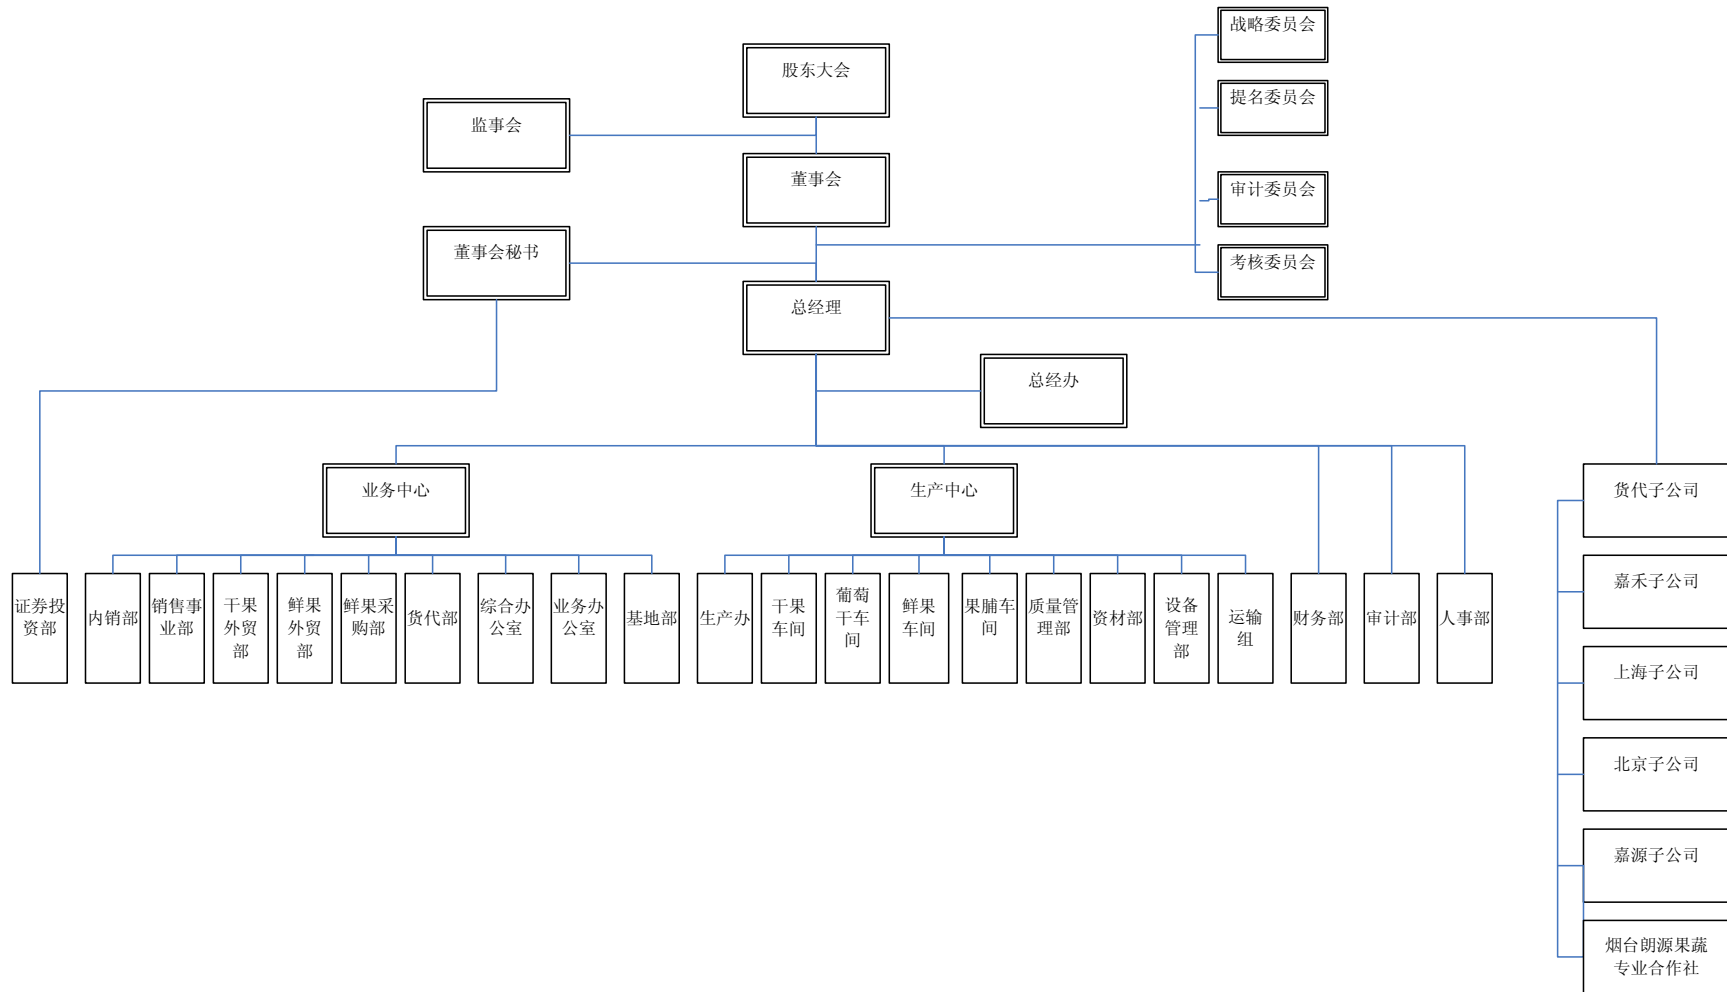 战略委员会
股东大会
提名委员会
监事会
董事会
审计委员会
董事会秘书
考核委员会
总经理
总经办
业务中心
生产中心
货代子公司
证券投
资部
内销部
销售事
业部
干果
外贸
部
鲜果
外贸
部
鲜果采
购部
货代部
综合办
公室
业务办
公室
基地部
生产办
干果
车间
葡萄
干车
间
鲜果
车间
果脯车
间
质量管
理部
资材部
设备
管理
部
运输
组
财务部
审计部
人事部
嘉禾子公司
上海子公司
北京子公司
嘉源子公司
烟台朗源果蔬
专业合作社